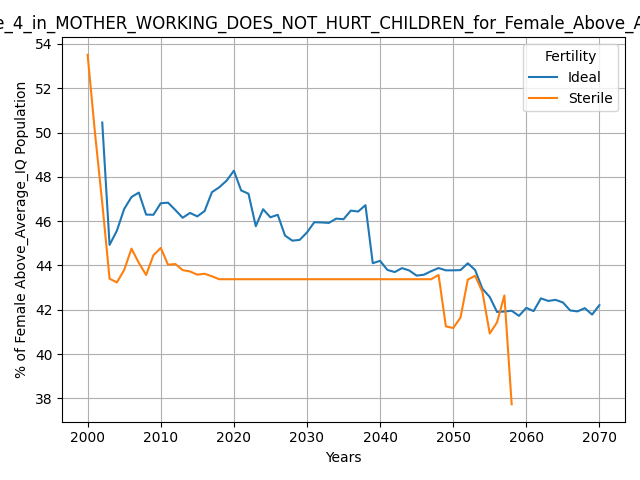 e_4_in_MOTHER_WORKING_DOES_NOT_HURT_CHILDREN_for_Female_Above_A
Fertility
Ideal
Sterile
% of Female Above_Average_IQ Population
54
52
50
48
46
44
42
40
38
2000 2010 2020 2030 2040 2050 2060 2070
Years